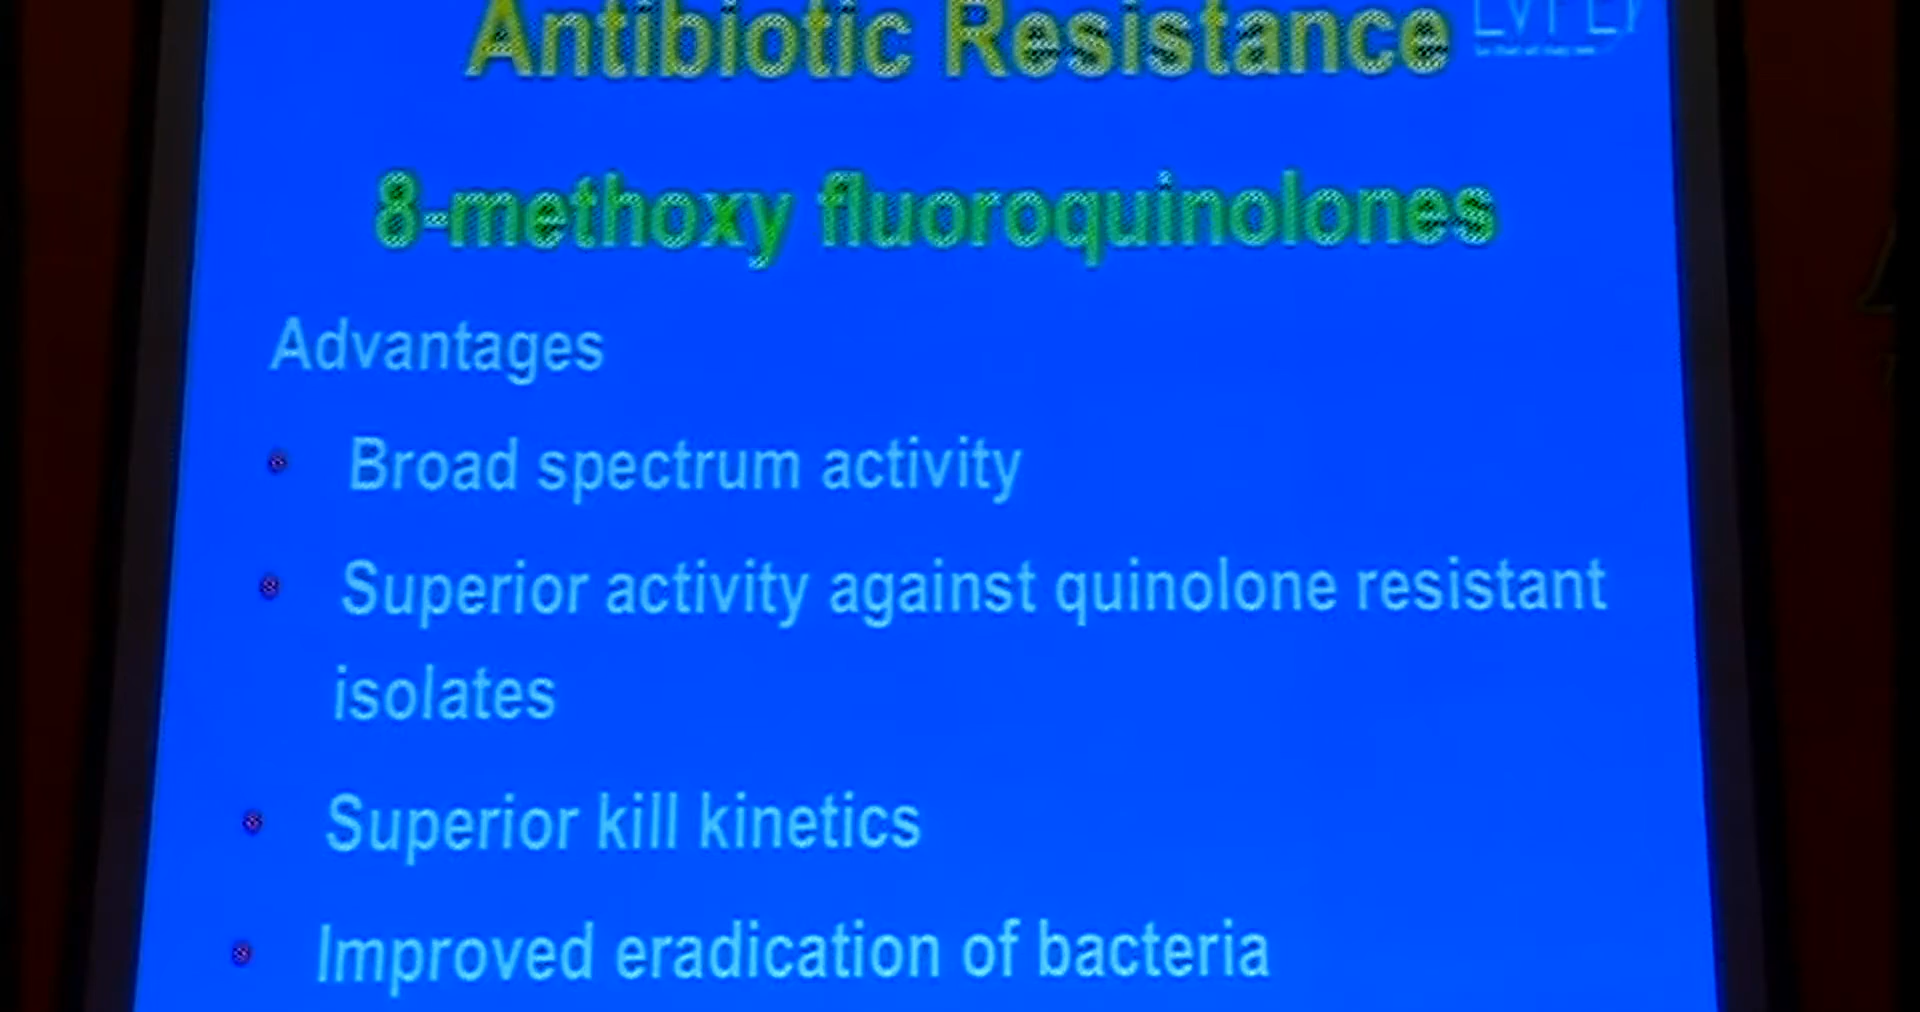 Antibiotic Resistance
8-methoxy fluoroquinolones
Advantages
• Broad spectrum activity
• Superior activity against quinolone resistant
isolates
• Superior kill kinetics
• Improved eradication of bacteria